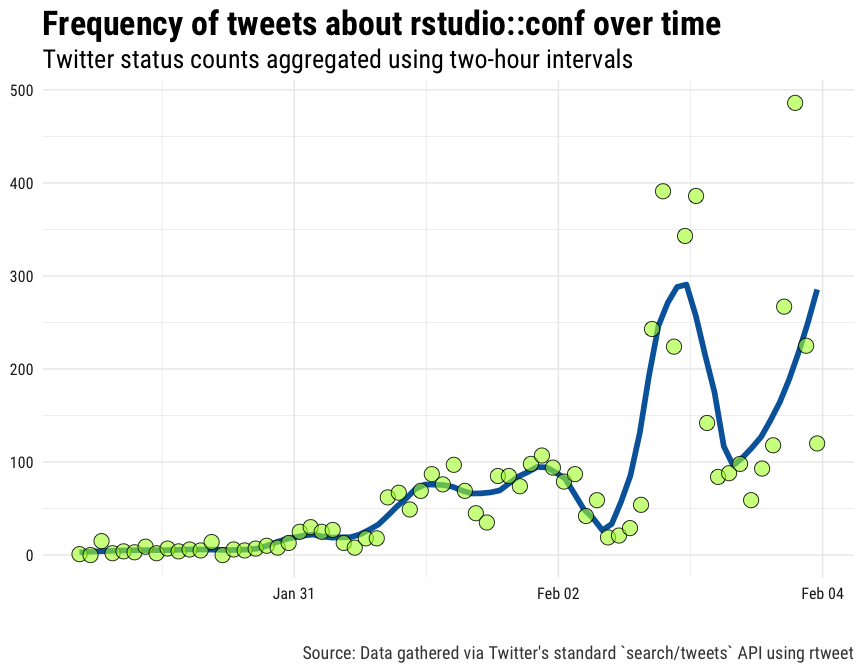 Frequency of tweets about rstudio::conf over time
Twitter status counts aggregated using two-hour intervals
500
400
300
200
100
0
Jan 31 Feb 02 Feb 04
Source: Data gathered via Twitter's standard `search/tweets` API using rtweet